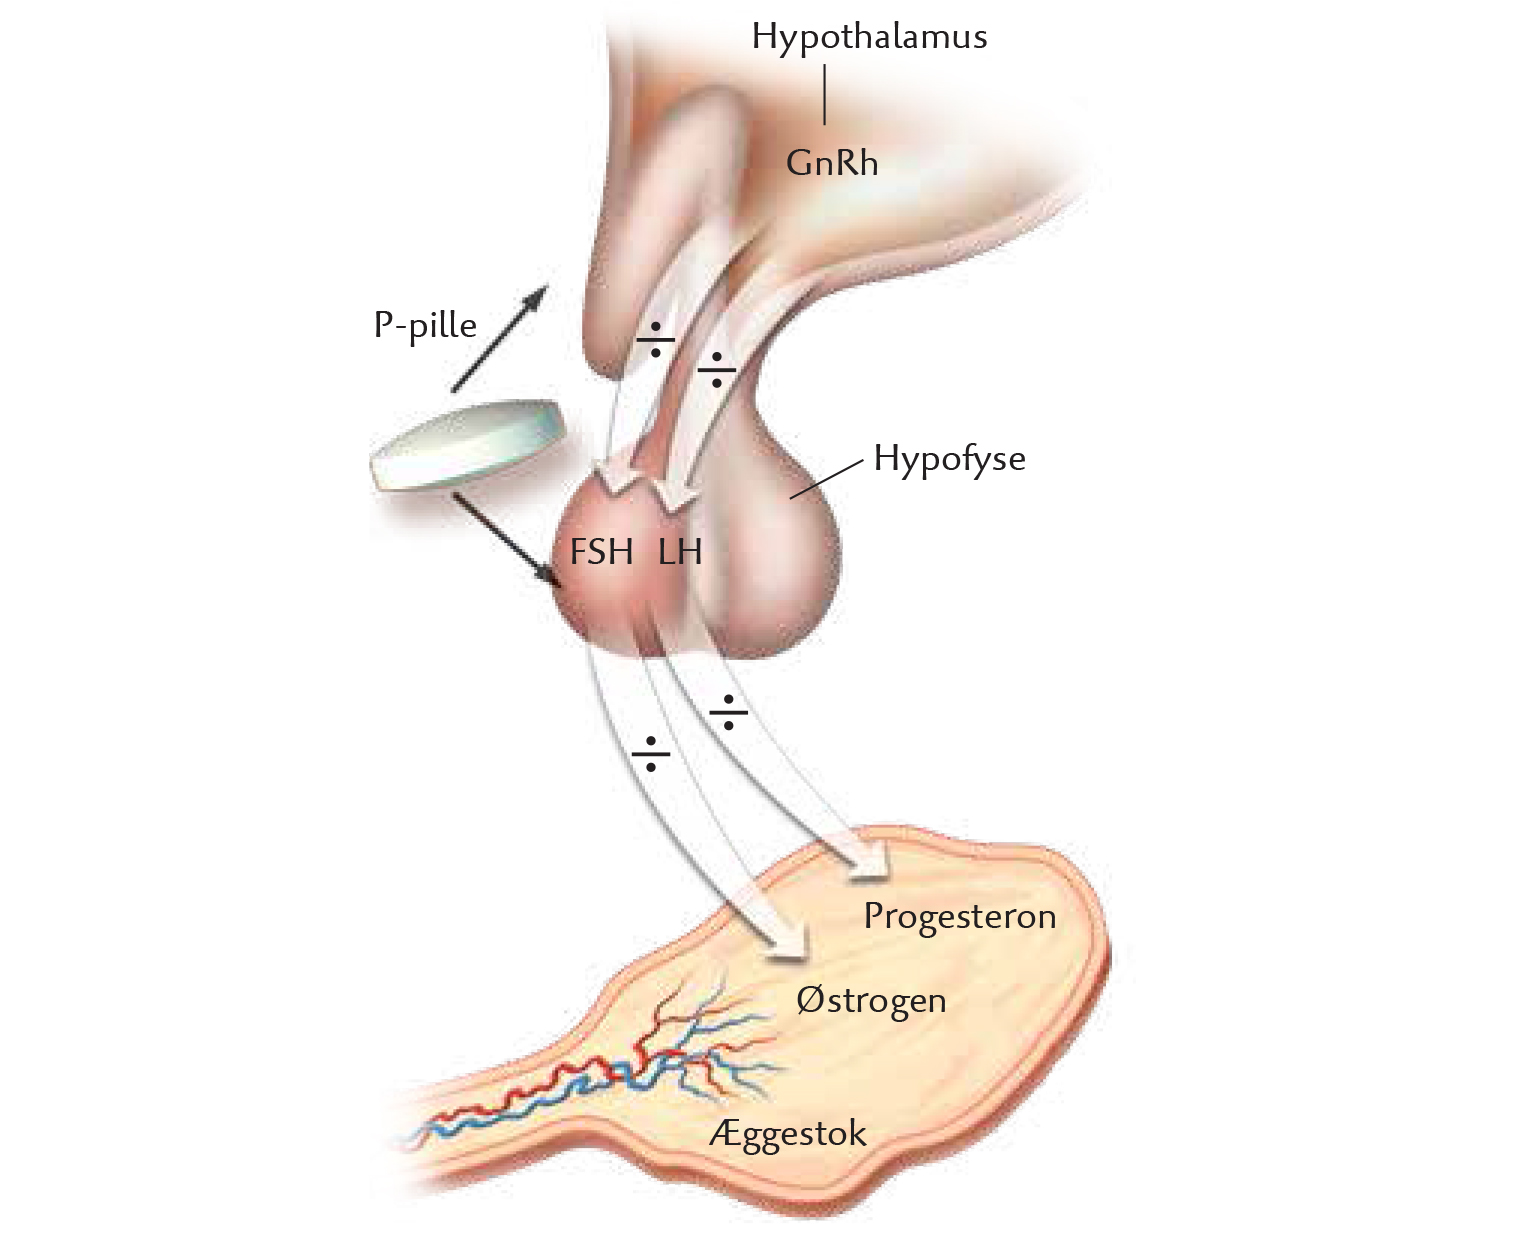 Hypothalamus
GnRh
P-pille
÷
÷
Hypofyse
FSH LH
÷
÷
Progesteron
Østrogen
Æggestok